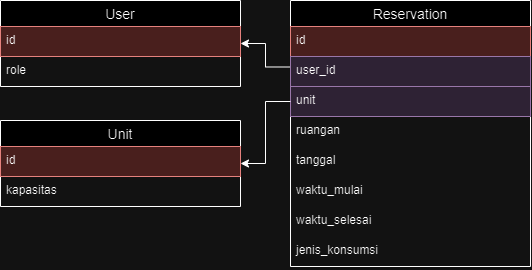 User
id
role
Unit
id
kapasitas
Reservation
id
user_id
unit
ruangan
tanggal
waktu_mulai
waktu_selesai
jenis_konsumsi